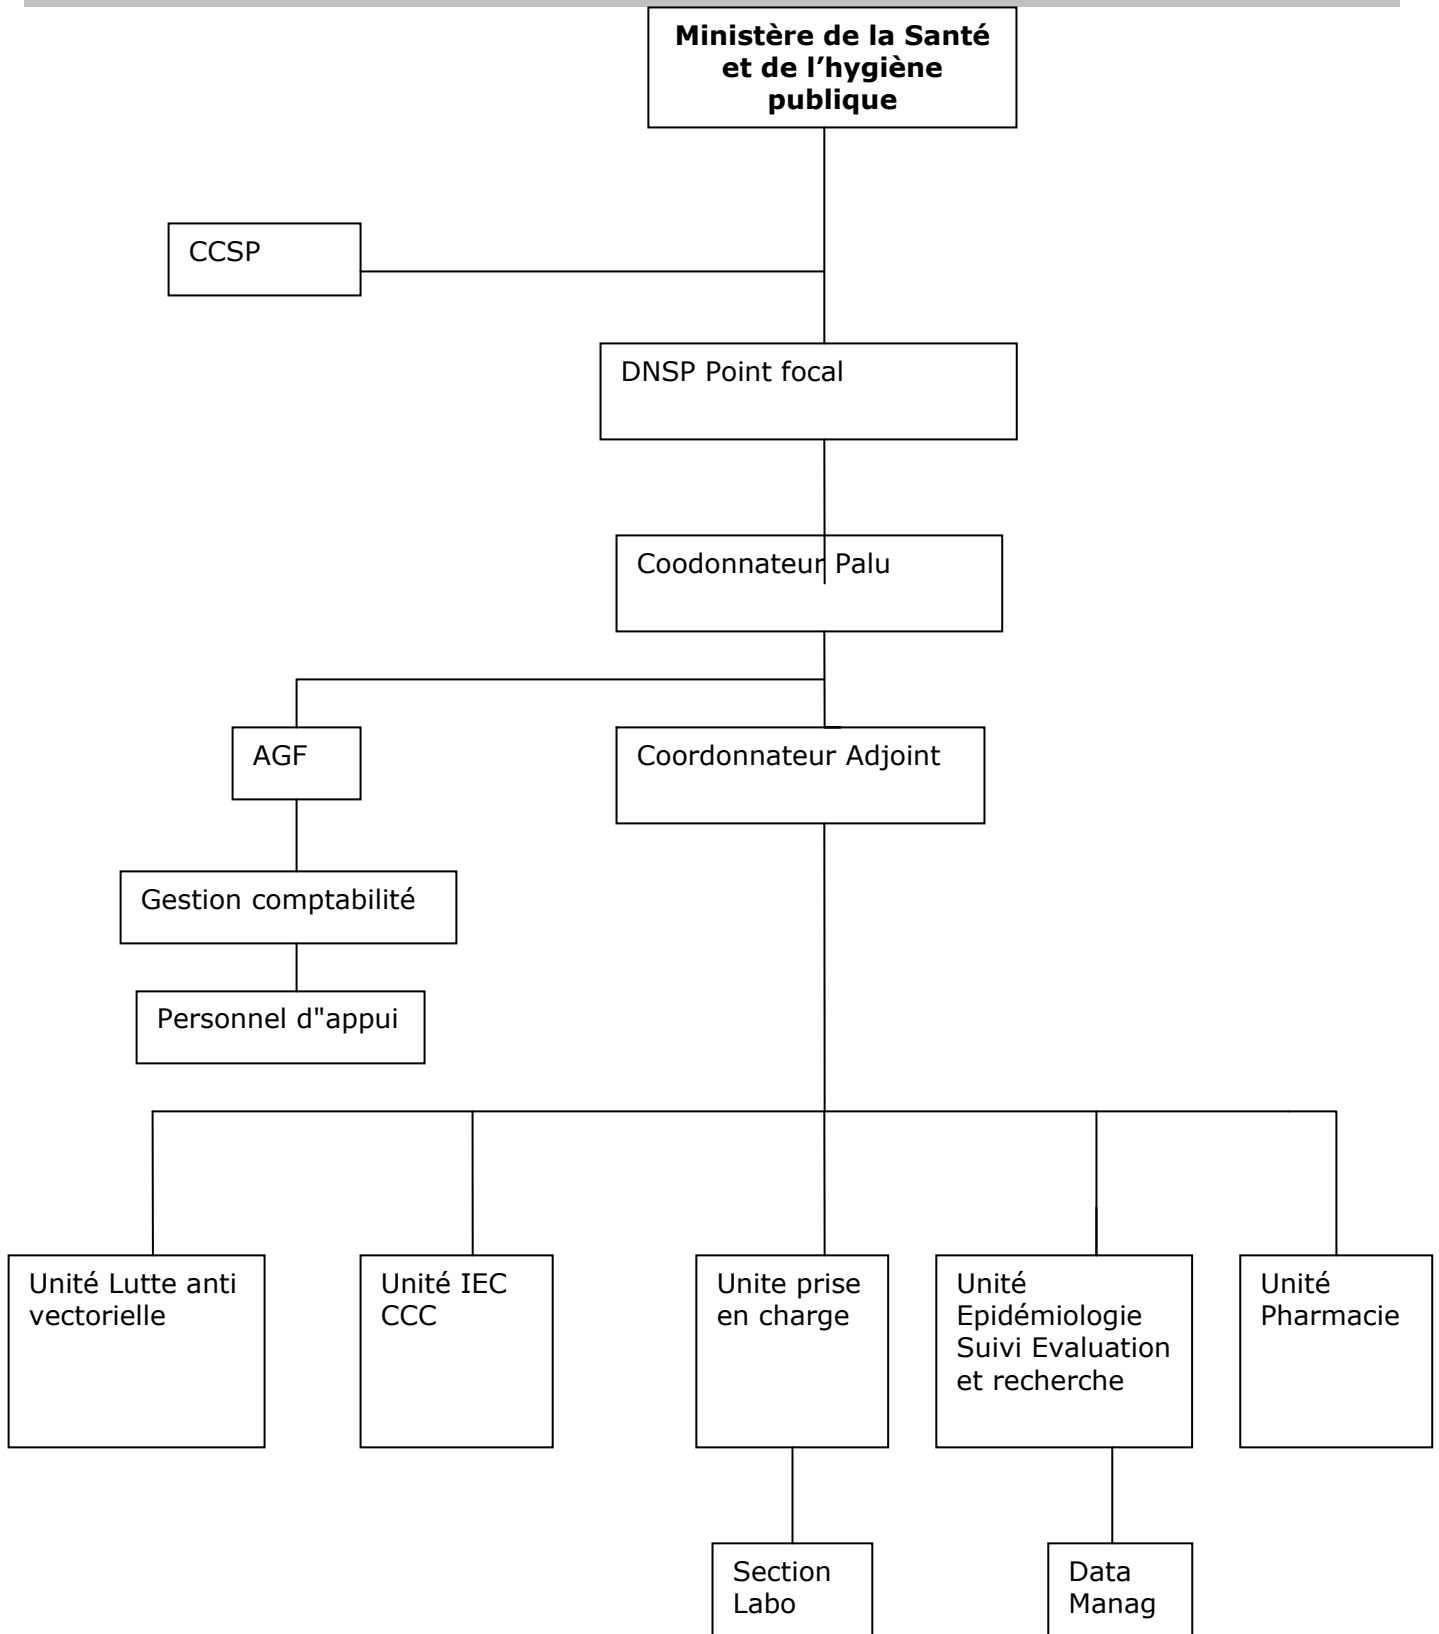 Ministère de la Santé
et de l’hygiène
publique
CCSP
DNSP Point focal
Coodonnateur Palu
AGF
Coordonnateur Adjoint
Gestion comptabilité
Personnel d"appui
Unité Lutte anti
vectorielle
Unité IEC
CCC
Unite prise
en charge
Unité
Epidémiologie
Suivi Evaluation
et recherche
Unité
Pharmacie
Section
Labo
Data
Manag